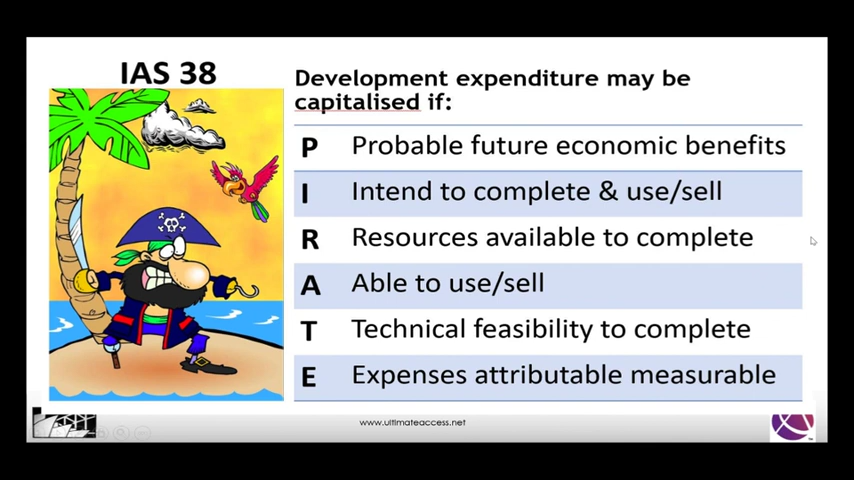 IAS 38
Development expenditure may be
capitalised if:
P Probable future economic benefits
I Intend to complete & use/sell
R Resources available to complete
A Able to use/sell
T Technical feasibility to complete
E Expenses attributable measurable
www.ultimateaccess.net